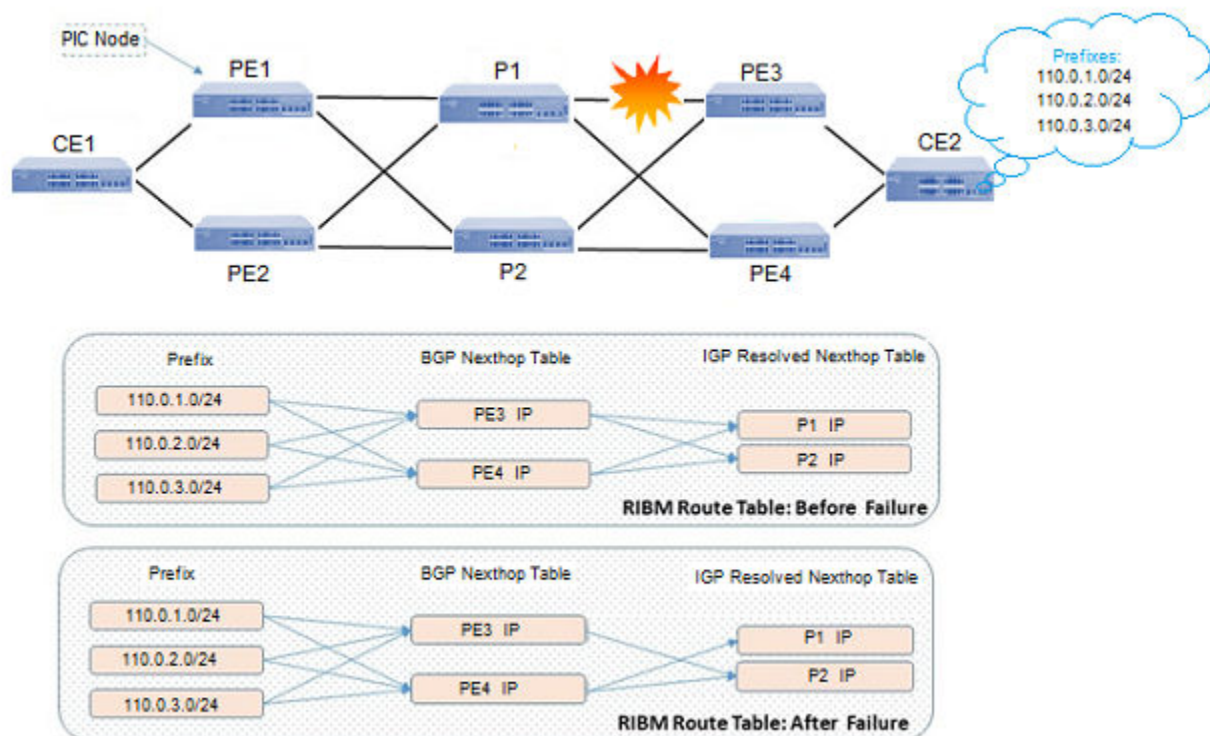 PIC Node
PE1
P1
PE3
Prefixes:
110.0.1.0/24
110.0.2.0/24
110.0.3.0/24
CE1
CE2
PE2
P2
PE4
Prefix
BGP Nexthop Table
IGP Resolved Nexthop Table
110.0.1.0/24
PE3 IP
P1 IP
110.0.2.0/24
P2 IP
PE4 IP
110.0.3.0/24
RIBM Route Table: Before Failure
Prefix
BGP Nexthop Table
IGP Resolved Nexthop Table
110.0.1.0/24
PE3 IP
P1 IP
110.0.2.0/24
P2 IP
PE4 IP
110.0.3.0/24
RIBM Route Table: After Failure